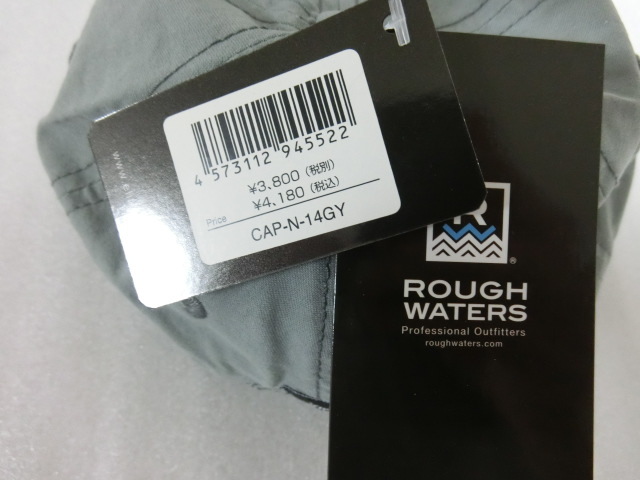 4 573112 945522
¥3,800 (税別)
Price ¥4,180 (税込)
CAP-N-14GY
R
®
ROUGH
WATERS
Professional Outfitters
roughwaters.com